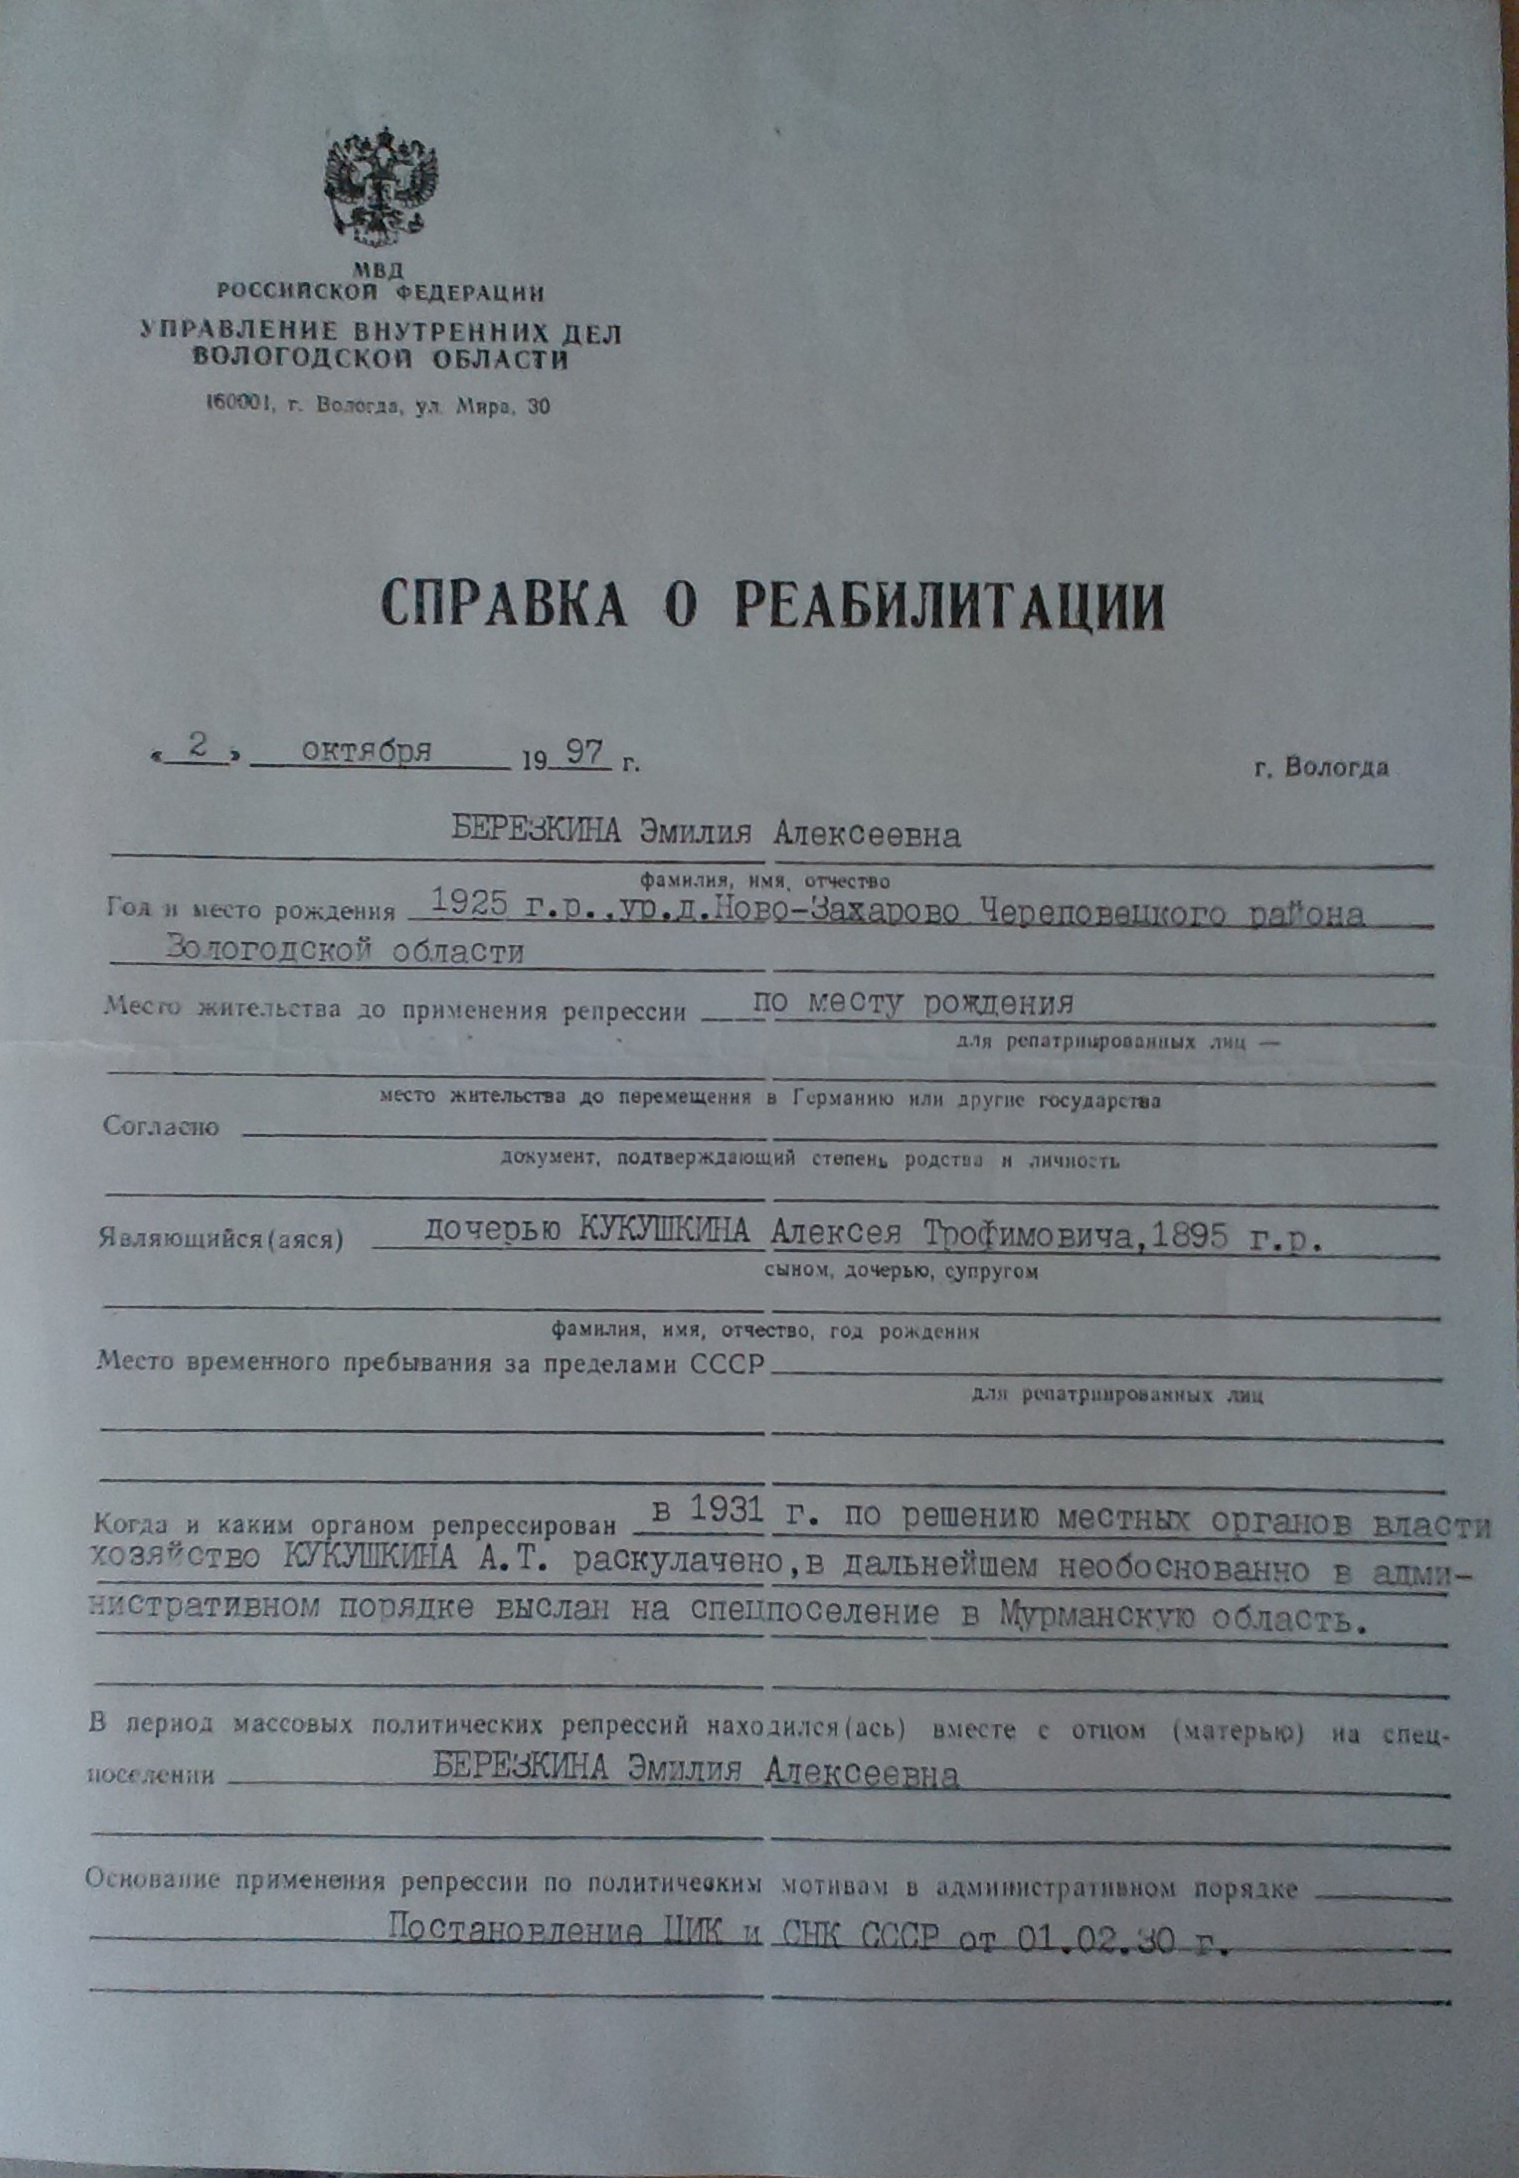 МВД
РОССИЙСКОЙ ФЕДЕРАЦИИ
УПРАВЛЕНИЕ ВНУТРЕННИХ ДЕЛ
ВОЛОГОДСКОЙ ОБЛАСТИ
160001, г. Вологда, ул. Мира, 30
СПРАВКА О РЕАБИЛИТАЦИИ
« 2 » октября 19 97 г. г. Вологда
БЕРЕЗКИНА Эмилия Алексеевна
фамилия, имя, отчество
Год и место рождения 1925 г.р., ур.д.Ново-Захарово Череповецкого района
Вологодской области
Место жительства до применения репрессии по месту рождения
для репатриированных лиц —
место жительства до перемещения в Германию или другие государства
Согласно
документ, подтверждающий степень родства и личность
Являющийся(аяся) дочерью КУКУШКИНА Алексея Трофимовича,1895 г.р.
сыном, дочерью, супругом
фамилия, имя, отчество, год рождения
Место временного пребывания за пределами СССР
для репатриированных лиц
Когда и каким органом репрессирован в 1931 г. по решению местных органов власти
хозяйство КУКУШКИНА А.Т. раскулачено,в дальнейшем необоснованно в адми-
нистративном порядке выслан на спецпоселение в Мурманскую область.
В период массовых политических репрессий находился(ась) вместе с отцом (матерью) на спец-
поселении БЕРЕЗКИНА Эмилия Алексеевна
Основание применения репрессии по политическим мотивам в административном порядке
Постановление ЦИК и СНК СССР от 01.02.30 г.